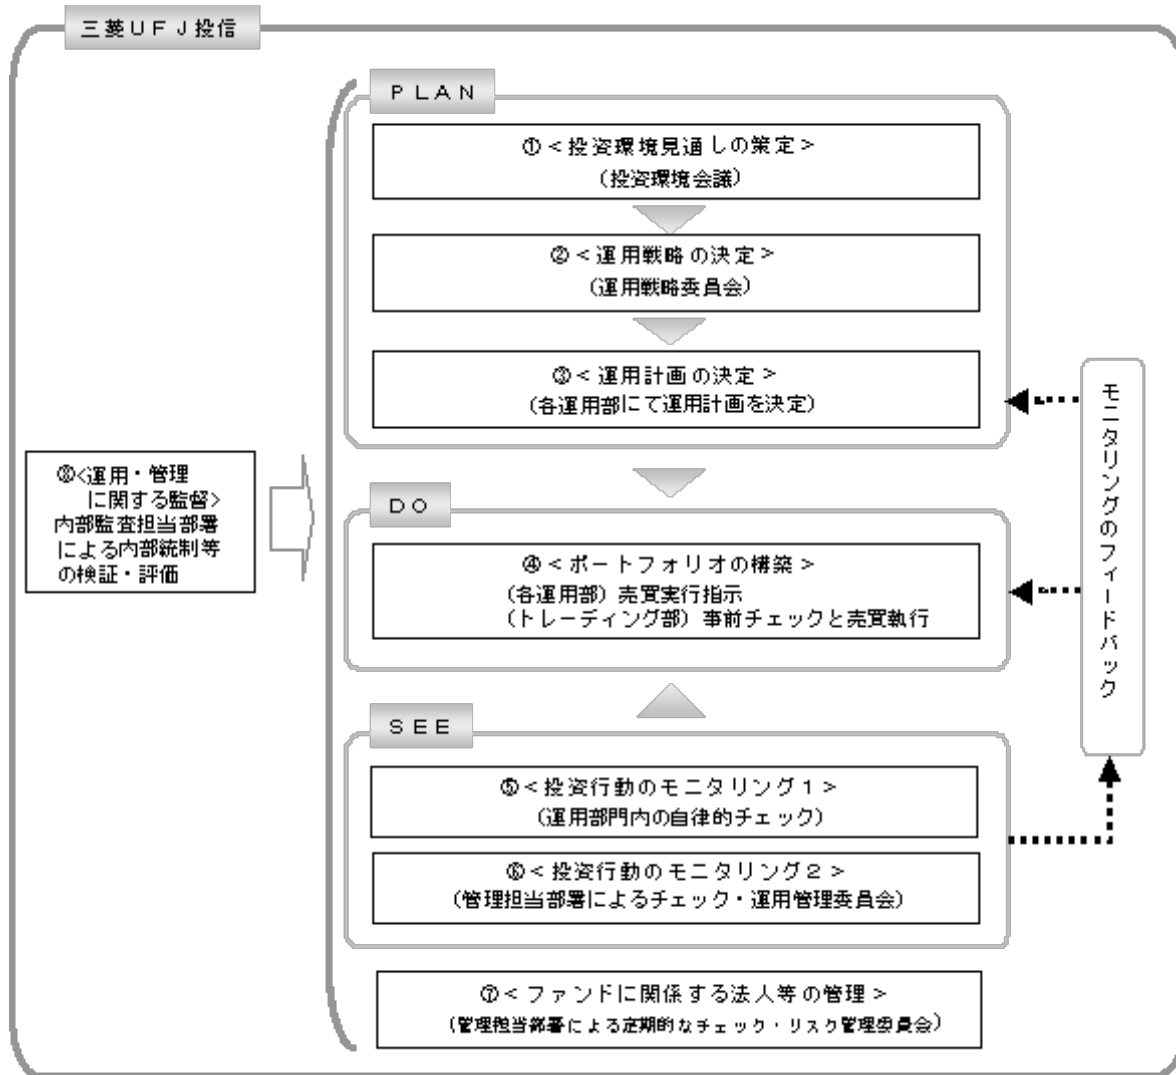 三菱UFJ投信
PLAN
①<投資環境見通しの策定>
(投資環境会議)
②<運用戦略の決定>
(運用戦略委員会)
③<運用計画の決定>
(各運用部にて運用計画を決定)
⑧<運用・管理
に関する監督>
内部監査担当部署
による内部統制等
の検証・評価
DO
④<ポートフォリオの構築>
(各運用部)売買実行指示
(トレーディング部)事前チェックと売買執行
SEE
⑤<投資行動のモニタリング1>
(運用部門内の自律的チェック)
⑥<投資行動のモニタリング2>
(管理担当部署によるチェック・運用管理委員会)
⑦<ファンドに関係する法人等の管理>
(管理担当部署による定期的なチェック・リスク管理委員会)
モニタリングのフィードバック